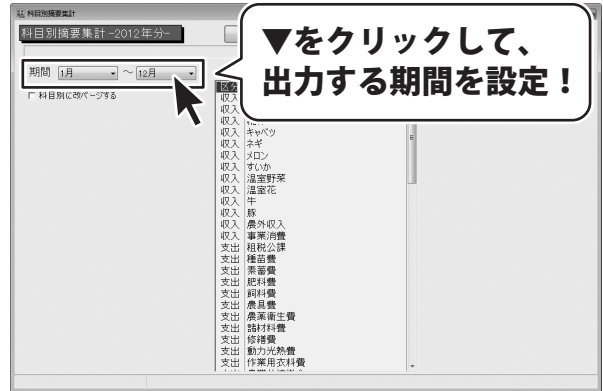 科目別摘要集計
科目別摘要集計-2012年分-
▼をクリックして、
出力する期間を設定！
期間 1月 ～ 12月
科目別に改ページする
区分
収入
収入
収入
収入 キャベツ
収入 ネギ
収入 メロン
収入 すいか
収入 温室野菜
収入 温室花
収入 牛
収入 豚
収入 農外収入
収入 事業消費
支出 租税公課
支出 種苗費
支出 素畜費
支出 肥料費
支出 飼料費
支出 農具費
支出 農薬衛生費
支出 諸材料費
支出 修繕費
支出 動力光熱費
支出 作業用衣料費